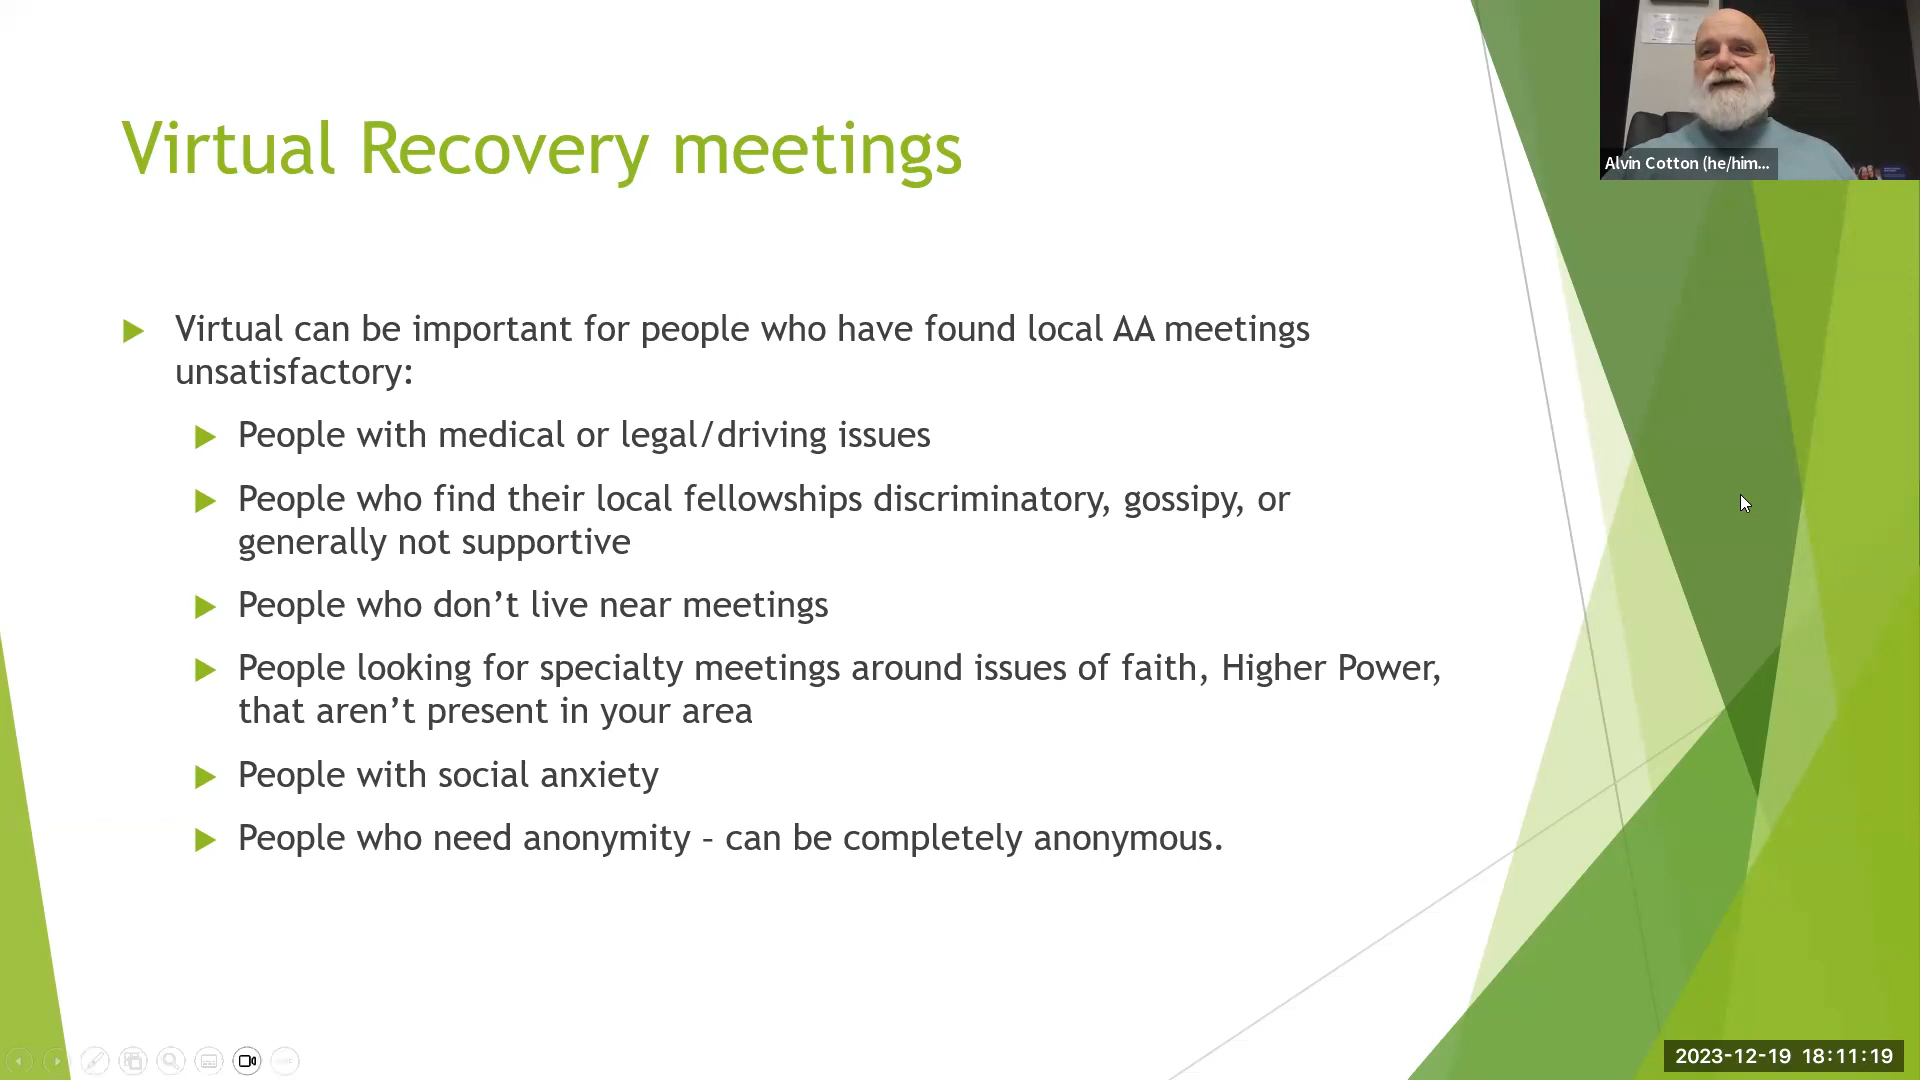 Virtual Recovery meetings
Virtual can be important for people who have found local AA meetings
unsatisfactory:
People with medical or legal/driving issues
People who find their local fellowships discriminatory, gossipy, or
generally not supportive
People who don’t live near meetings
People looking for specialty meetings around issues of faith, Higher Power,
that aren’t present in your area
People with social anxiety
People who need anonymity – can be completely anonymous.
Alvin Cotton (he/him...
2023-12-19 18:11:19